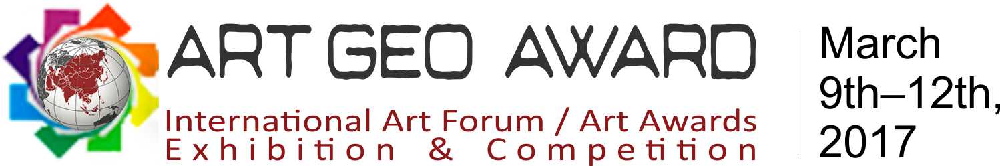 ART GEO AWARD
International Art Forum / Art Awards
Exhibition & Competition
March
9th–12th,
2017